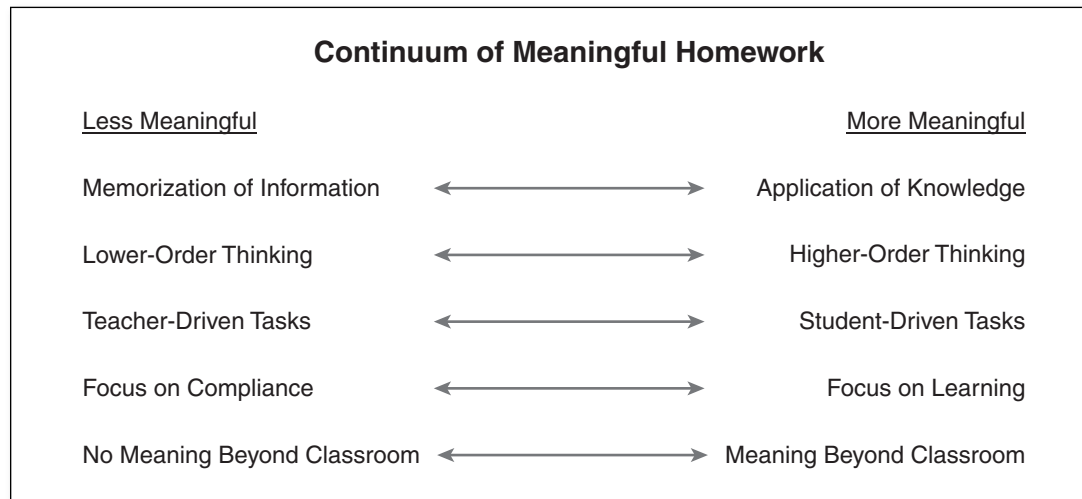 Continuum of Meaningful Homework
Less Meaningful More Meaningful
Memorization of Information Application of Knowledge
Lower-Order Thinking Higher-Order Thinking
Teacher-Driven Tasks Student-Driven Tasks
Focus on Compliance Focus on Learning
No Meaning Beyond Classroom Meaning Beyond Classroom